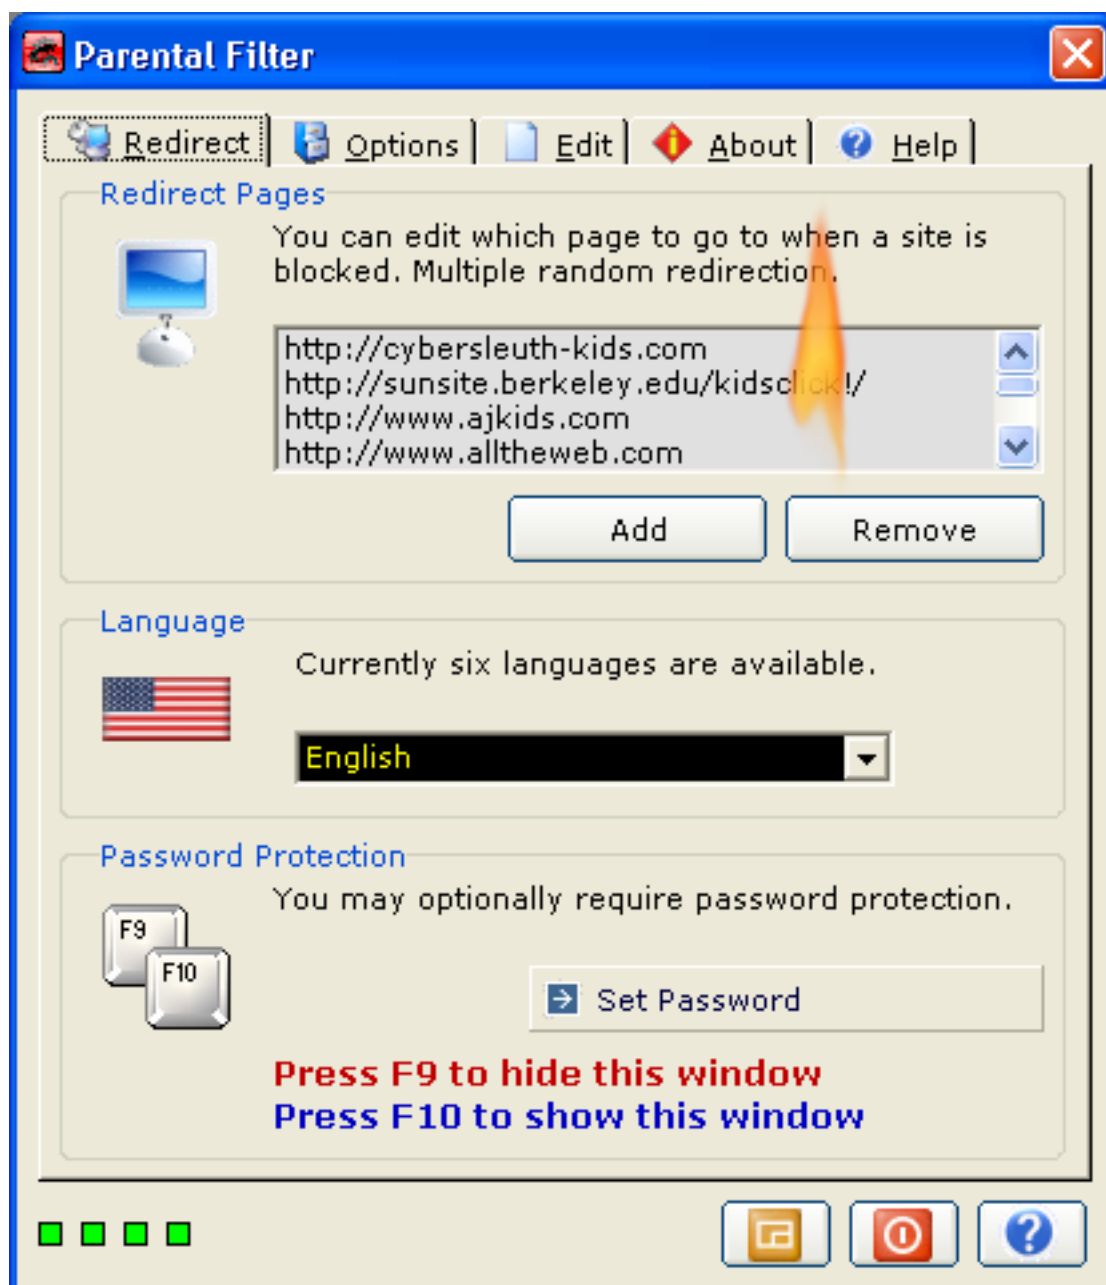 Parental Filter
Redirect
Options
Edit
About
Help
Redirect Pages
You can edit which page to go to when a site is
blocked. Multiple random redirection.
http://cybersleuth-kids.com
http://sunsite.berkeley.edu/kidsclick!/
http://www.ajkids.com
http://www.alltheweb.com
Add
Remove
Language
Currently six languages are available.
English
Password Protection
You may optionally require password protection.
F9
F10
Set Password
Press F9 to hide this window
Press F10 to show this window